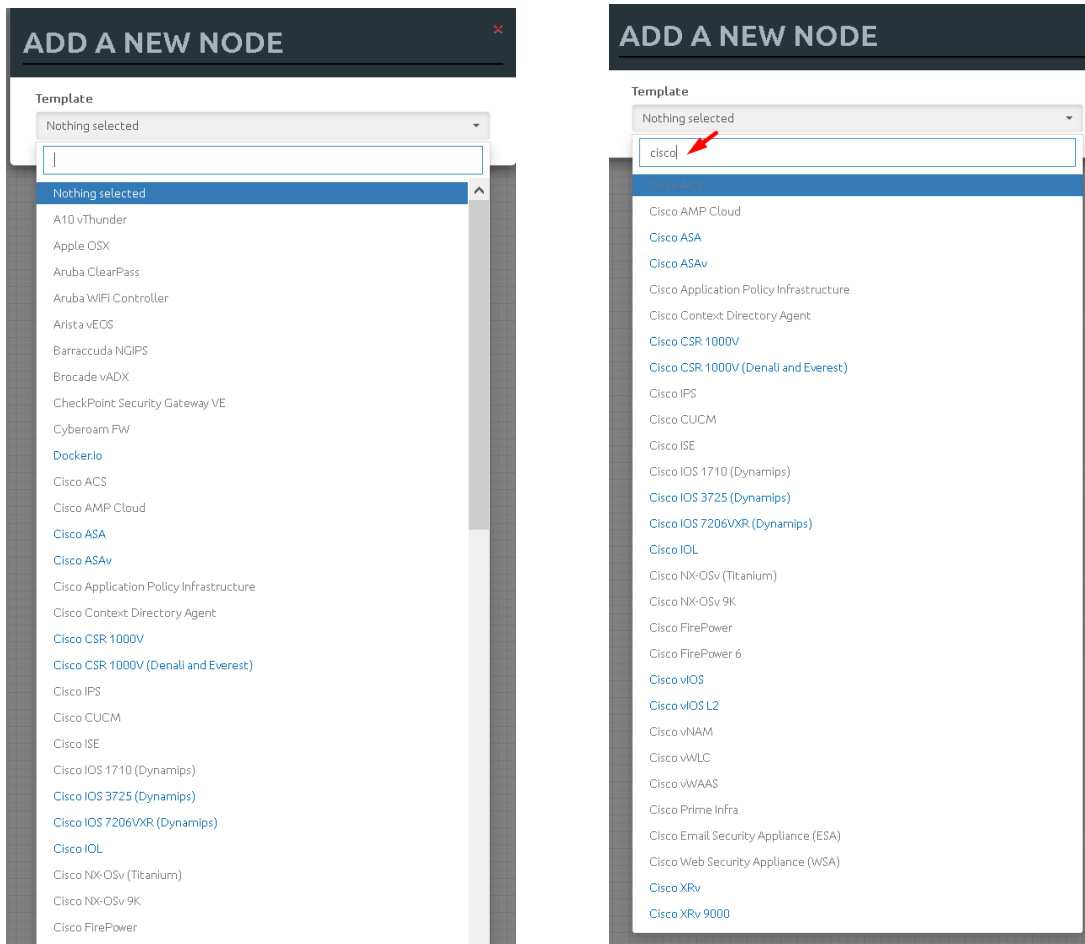 ADD A NEW NODE
Template
Nothing selected
Nothing selected
A10 vThunder
Apple OSX
Aruba ClearPass
Aruba WiFi Controller
Arista vEOS
Barraccuda NGIPS
Brocade vADX
CheckPoint Security Gateway VE
Cyberoam FW
Docker.io
Cisco ACS
Cisco AMP Cloud
Cisco ASA
Cisco ASAv
Cisco Application Policy Infrastructure
Cisco Context Directory Agent
Cisco CSR 1000V
Cisco CSR 1000V (Denali and Everest)
Cisco IPS
Cisco CUCM
Cisco ISE
Cisco IOS 1710 (Dynamips)
Cisco IOS 3725 (Dynamips)
Cisco IOS 7206VXR (Dynamips)
Cisco IOL
Cisco NX-OSv (Titanium)
Cisco NX-OSv 9K
Cisco FirePower
ADD A NEW NODE
Template
Nothing selected
cisco
Cisco ACS
Cisco AMP Cloud
Cisco ASA
Cisco ASAv
Cisco Application Policy Infrastructure
Cisco Context Directory Agent
Cisco CSR 1000V
Cisco CSR 1000V (Denali and Everest)
Cisco IPS
Cisco CUCM
Cisco ISE
Cisco IOS 1710 (Dynamips)
Cisco IOS 3725 (Dynamips)
Cisco IOS 7206VXR (Dynamips)
Cisco IOL
Cisco NX-OSv (Titanium)
Cisco NX-OSv 9K
Cisco FirePower
Cisco FirePower 6
Cisco vIOS
Cisco vIOS L2
Cisco vNAM
Cisco vWLC
Cisco vWAAS
Cisco Prime Infra
Cisco Email Security Appliance (ESA)
Cisco Web Security Appliance (WSA)
Cisco XRv
Cisco XRv 9000